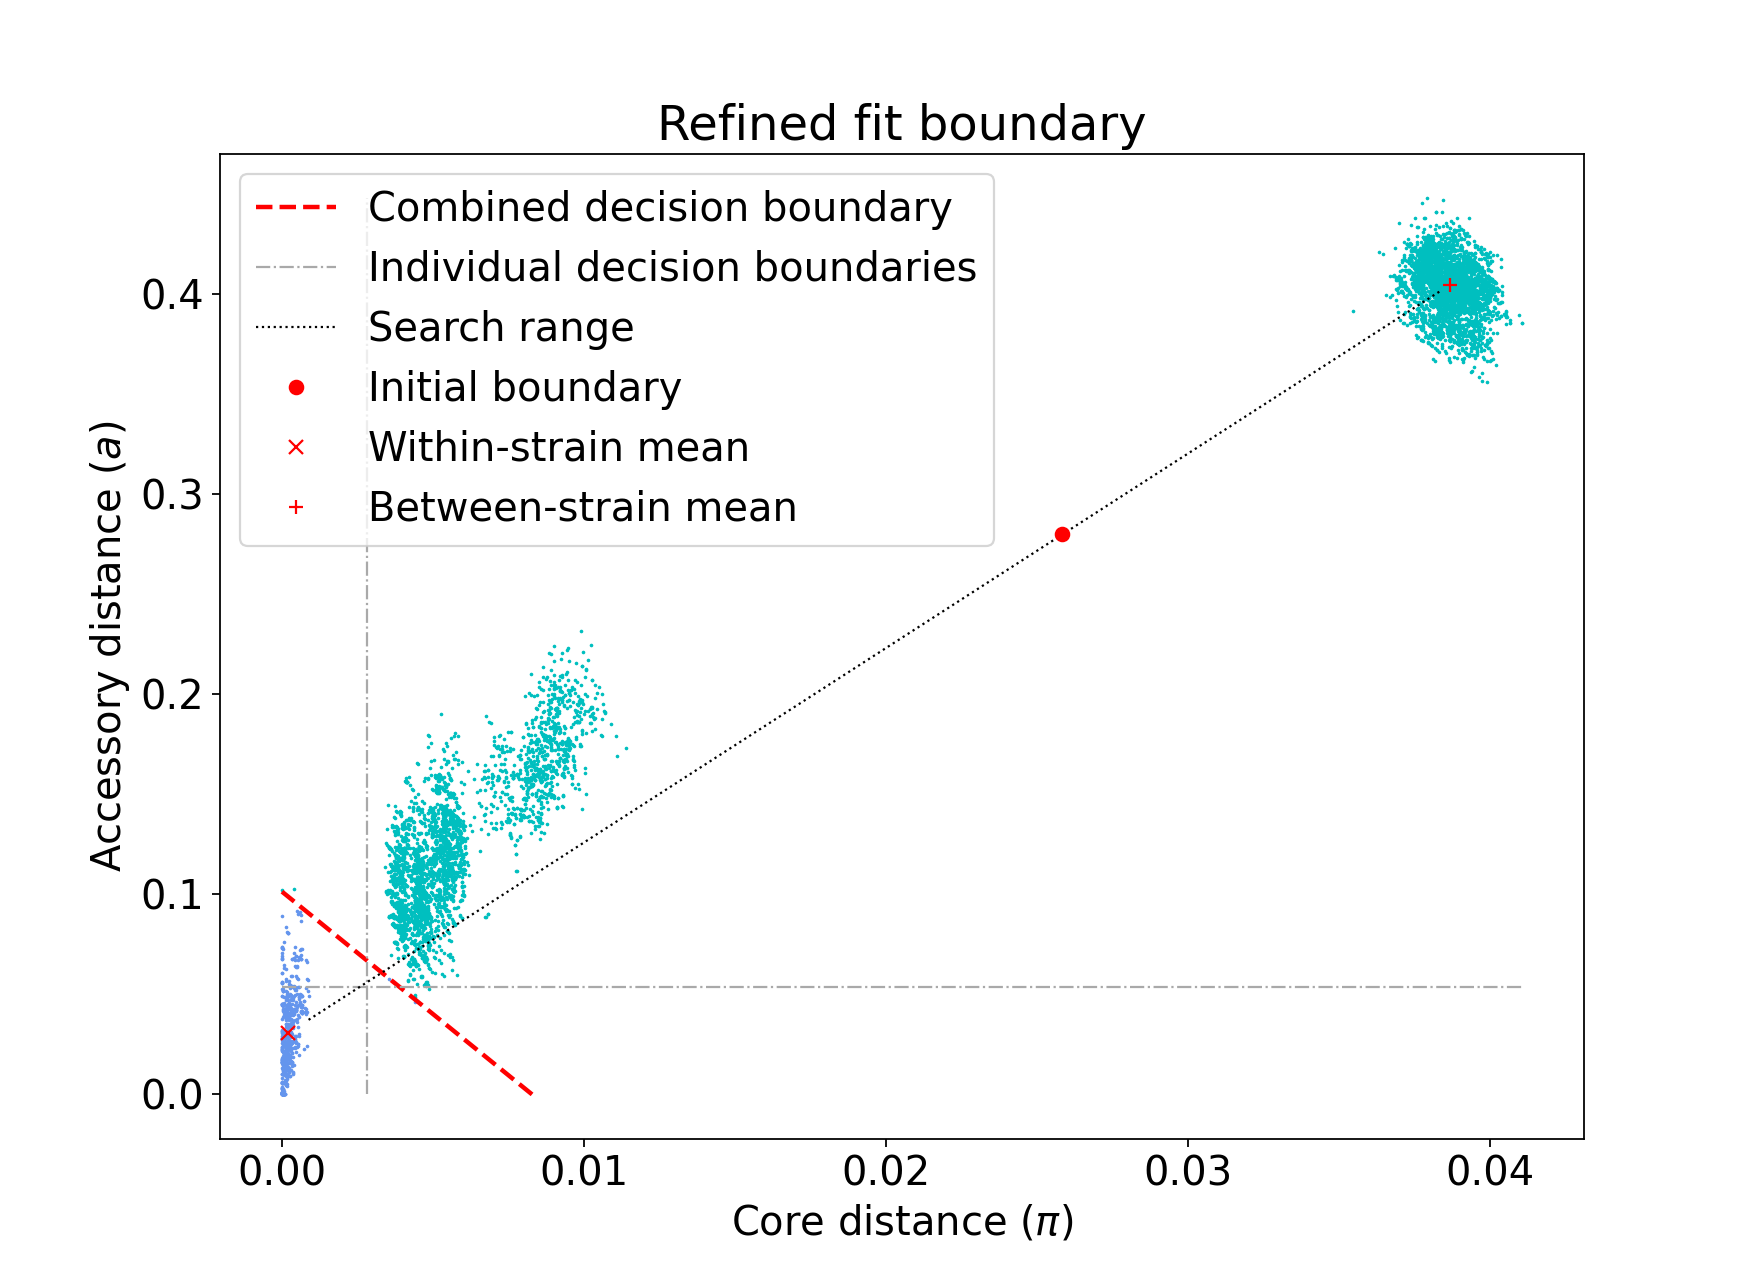 Refined fit boundary
Combined decision boundary
Individual decision boundaries
Search range
Initial boundary
Within-strain mean
Between-strain mean
Accessory distance (a)
0.4
0.3
0.2
0.1
0.0
0.00 0.01 0.02 0.03 0.04
Core distance (π)